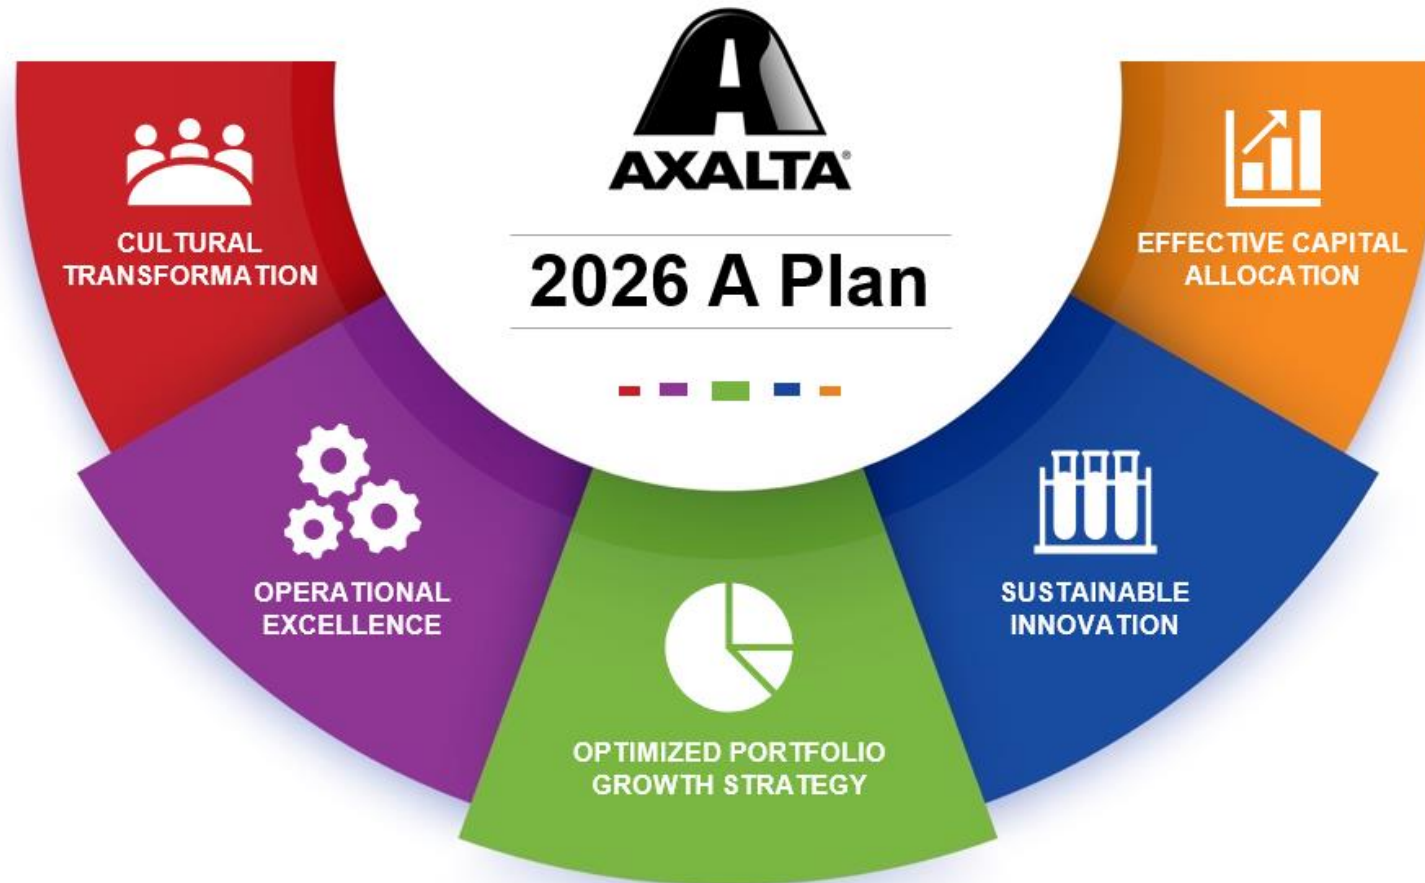 AXALTA®
2026 A Plan
CULTURAL
TRANSFORMATION
OPERATIONAL
EXCELLENCE
OPTIMIZED PORTFOLIO
GROWTH STRATEGY
SUSTAINABLE
INNOVATION
EFFECTIVE CAPITAL
ALLOCATION